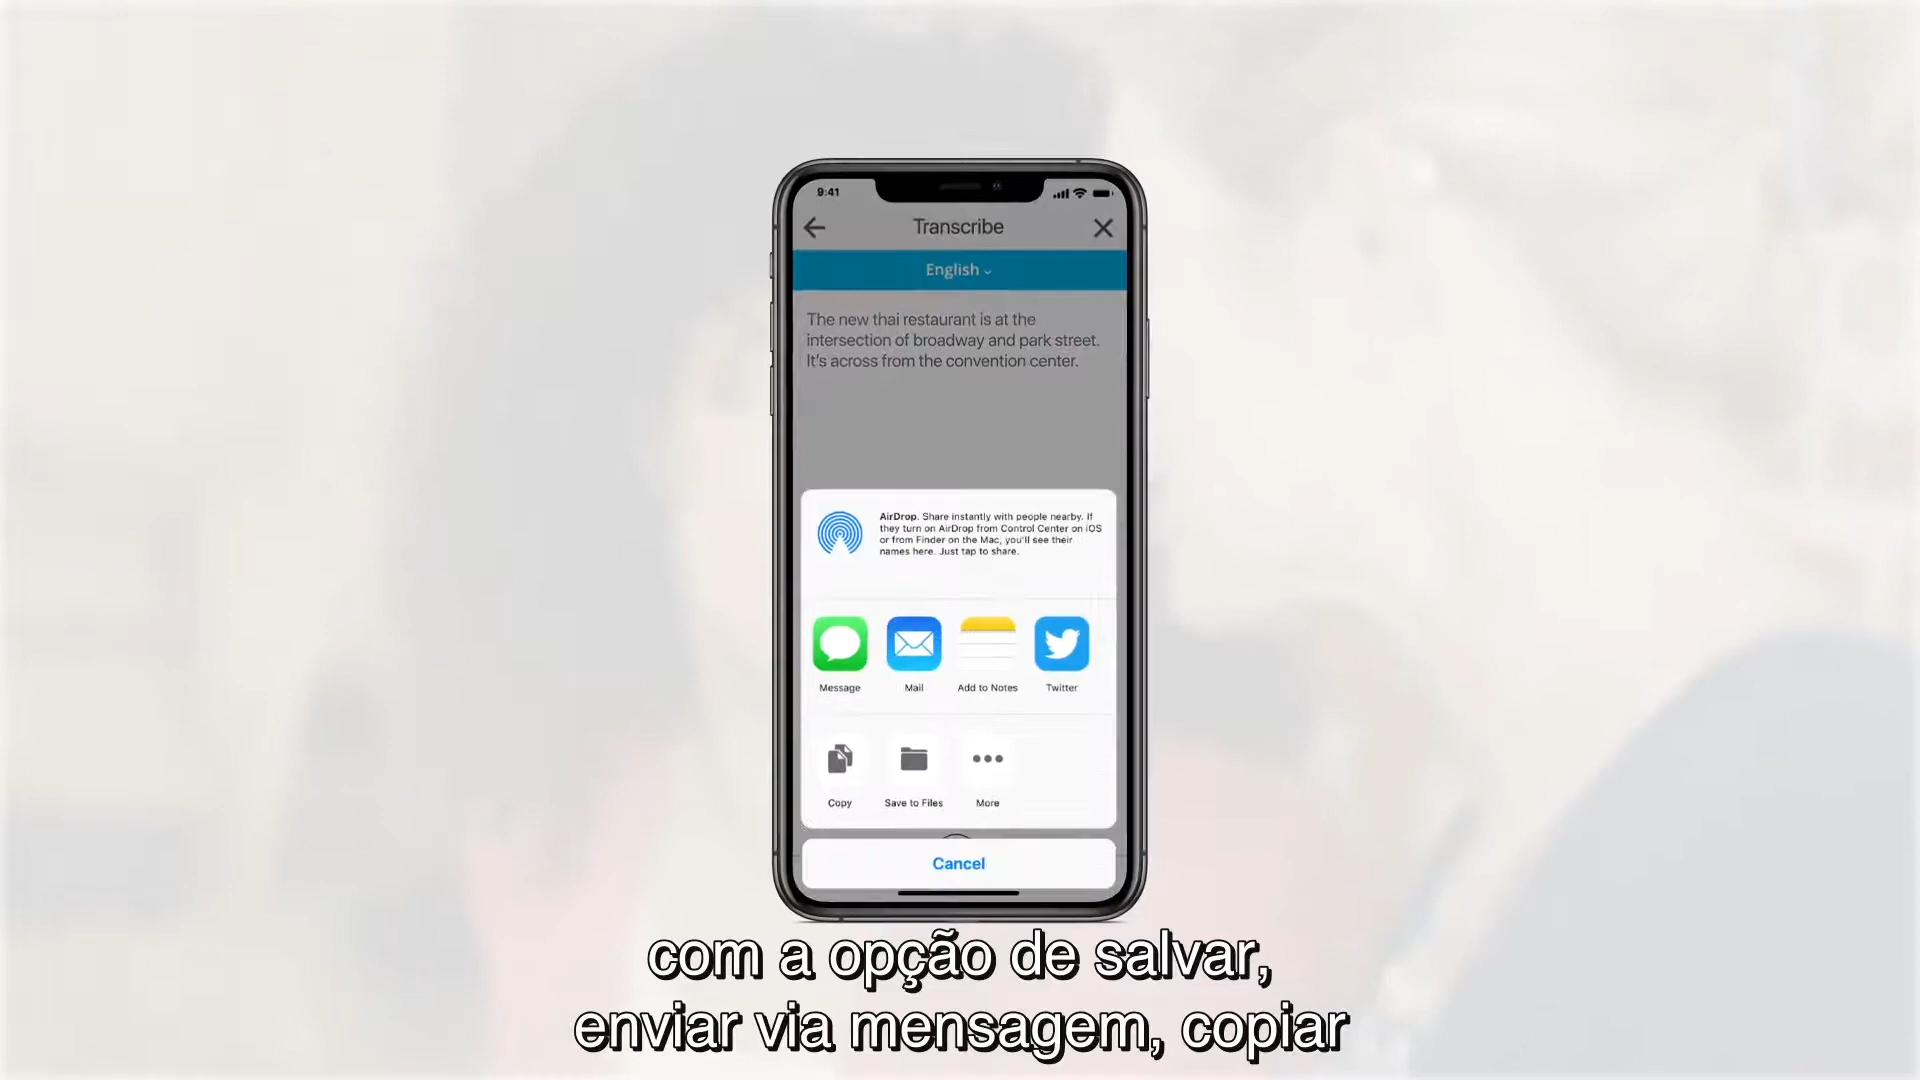 9:41
Transcribe
English
The new thai restaurant is at the
intersection of broadway and park street.
It's across from the convention center.
AirDrop. Share instantly with people nearby. If
they turn on AirDrop from Control Center on iOS
or from Finder on the Mac, you'll see their
names here. Just tap to share.
Message Mail Add to Notes Twitter
Copy Save to Files More
Cancel
com a opção de salvar,
enviar via mensagem, copiar